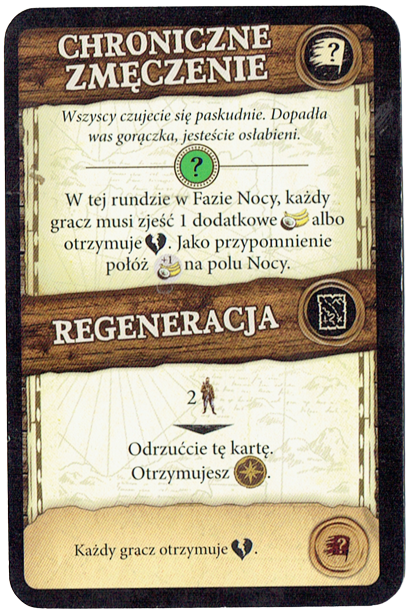 CHRONICZNE
ZMĘCZENIE
?
Wszyscy czujecie się paskudnie. Dopadła
was gorączka, jesteście osłabieni.
?
W tej rundzie w Fazie Nocy, każdy
gracz musi zjeść 1 dodatkowe albo
otrzymuje . Jako przypomnienie
połóż +1 na polu Nocy.
REGENERACJA
2
Odrzućcie tę kartę.
Otrzymujesz .
Każdy gracz otrzymuje .
?